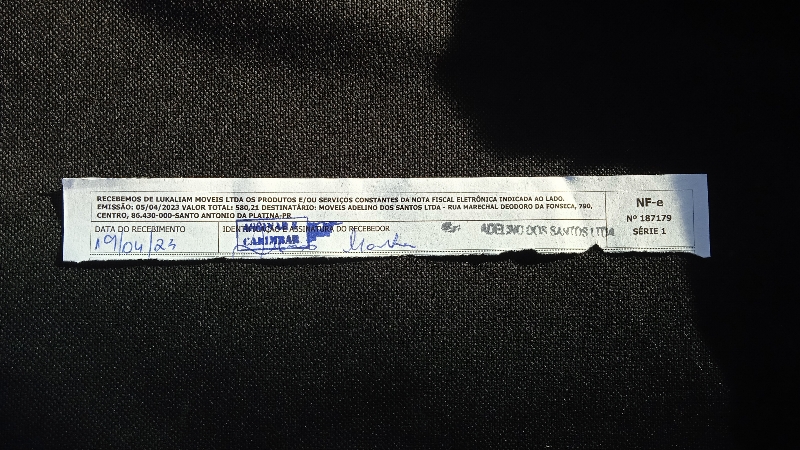 RECEBEMOS DE LUKALIAM MOVEIS LTDA OS PRODUTOS E/OU SERVIÇOS CONSTANTES DA NOTA FISCAL ELETRÔNICA INDICADA AO LADO.
EMISSÃO: 05/04/2023 VALOR TOTAL: 580,21 DESTINATÁRIO: MOVEIS ADELINO DOS SANTOS LTDA - RUA MARECHAL DEODORO DA FONSECA, 790,
CENTRO, 86.430-000-SANTO ANTONIO DA PLATINA-PR
NF-e
Nº 187179
SÉRIE 1
DATA DO RECEBIMENTO
19/04/23
IDENTIFICAÇÃO E ASSINATURA DO RECEBEDOR
CARIMBAR
ADELINO DOS SANTOS LTDA